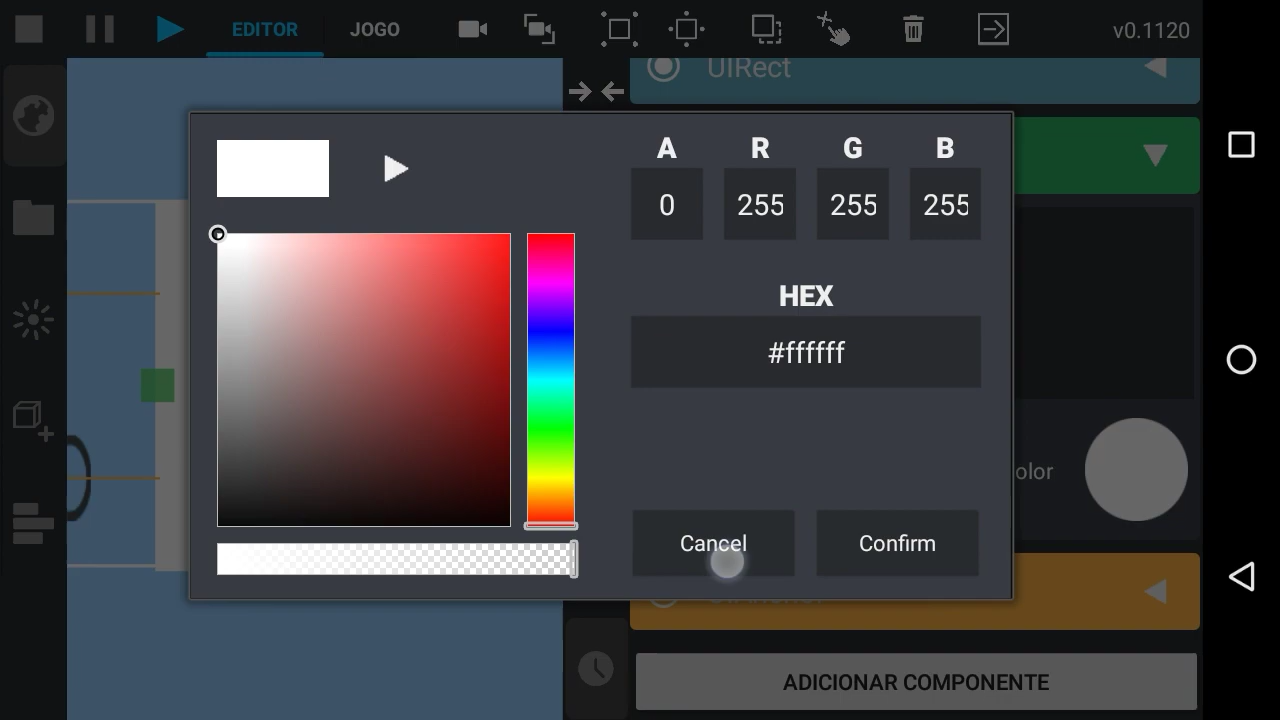 EDITOR JOGO v0.1120
UIRect
A R G B
0 255 255 255
HEX
#ffffff
olor
Cancel Confirm
ADICIONAR COMPONENTE